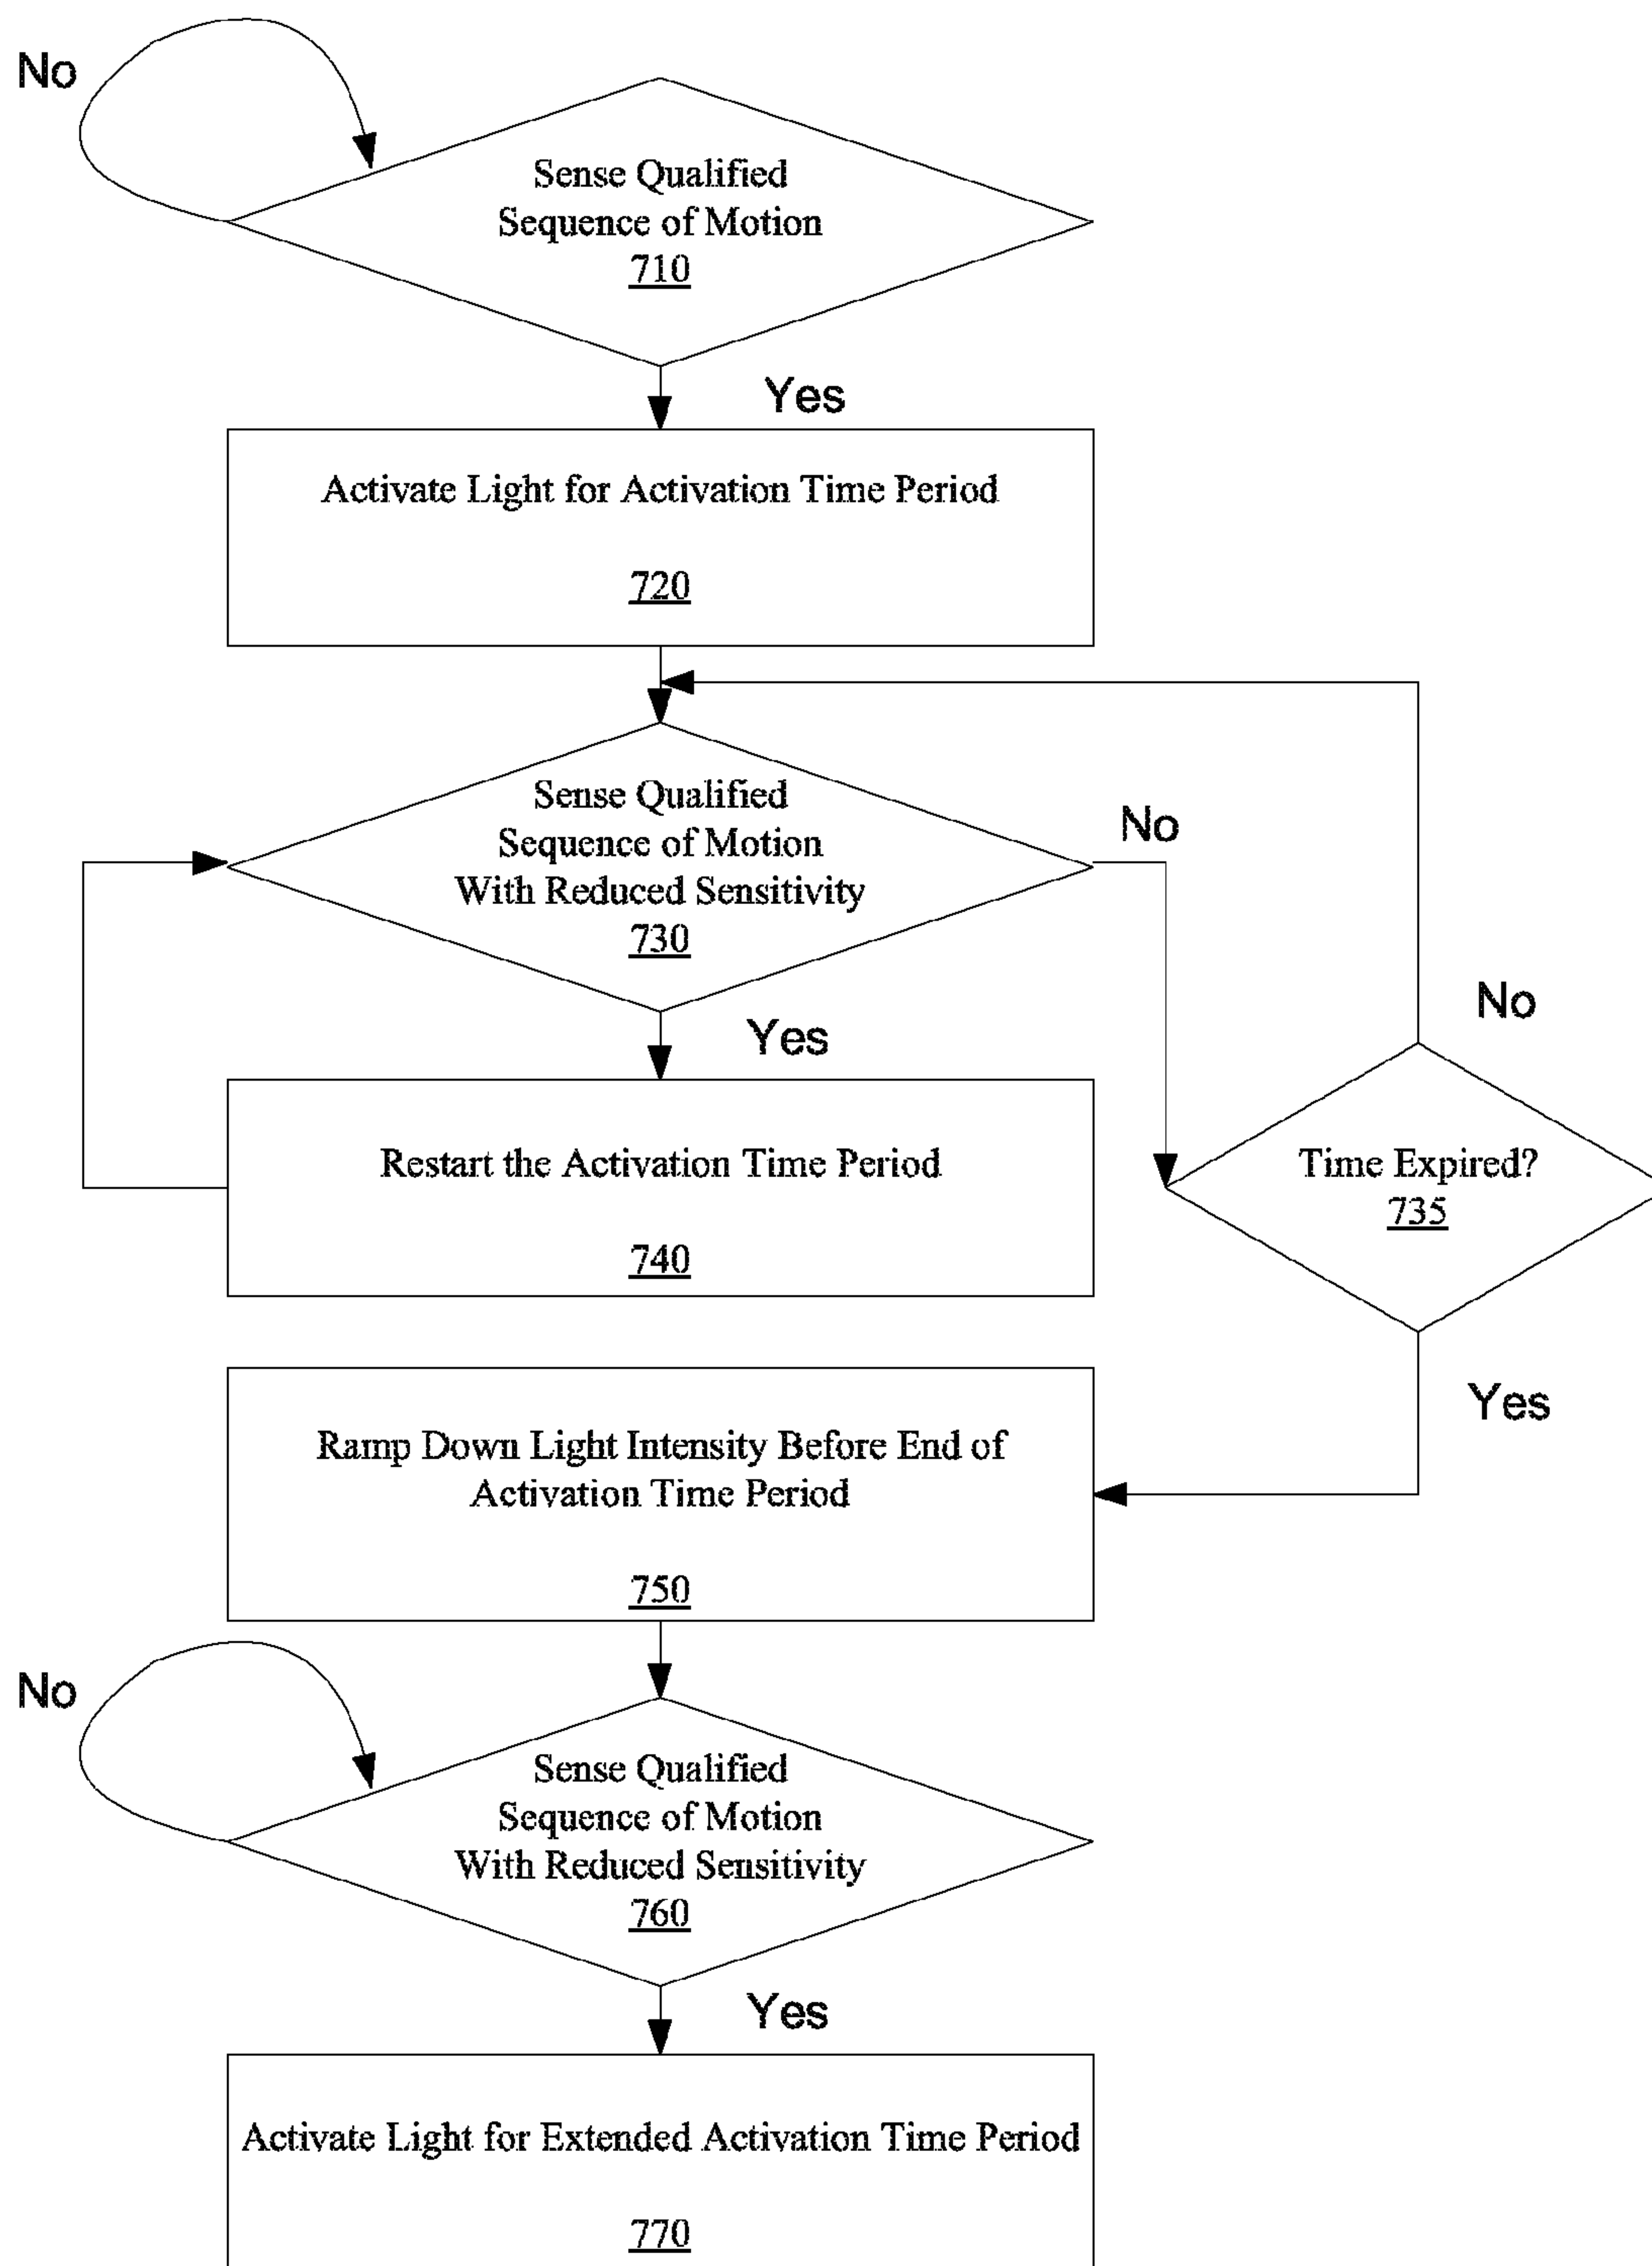 No
Sense Qualified
Sequence of Motion
710
Yes
Activate Light for Activation Time Period
720
Sense Qualified
Sequence of Motion
With Reduced Sensitivity
730
No
Yes
Restart the Activation Time Period
740
No
Time Expired?
735
Yes
Ramp Down Light Intensity Before End of
Activation Time Period
750
No
Sense Qualified
Sequence of Motion
With Reduced Sensitivity
760
Yes
Activate Light for Extended Activation Time Period
770